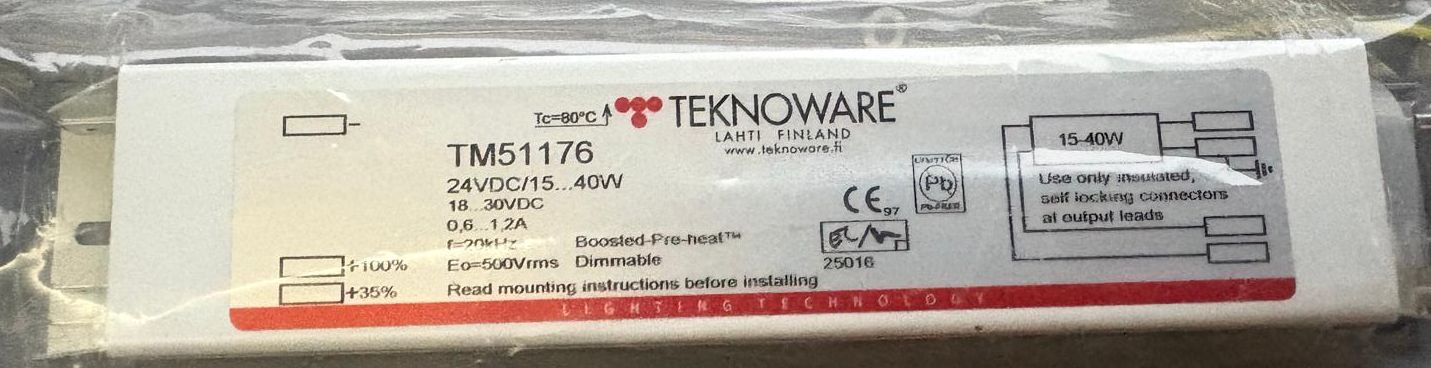 Tc=80°C
TEKNOWARE®
LAHTI FINLAND
www.teknoware.fi
TM51176
24VDC/15...40W
18...30VDC
0,6...1,2A
f=20kHz
Boosted-Pre-heat™
Eo=500Vrms Dimmable
Read mounting instructions before installing
-
+100%
+35%
CE 97
Pb
25016
15-40W
Use only insulated,
self locking connectors
at output leads
LIGHTING TECHNOLOGY